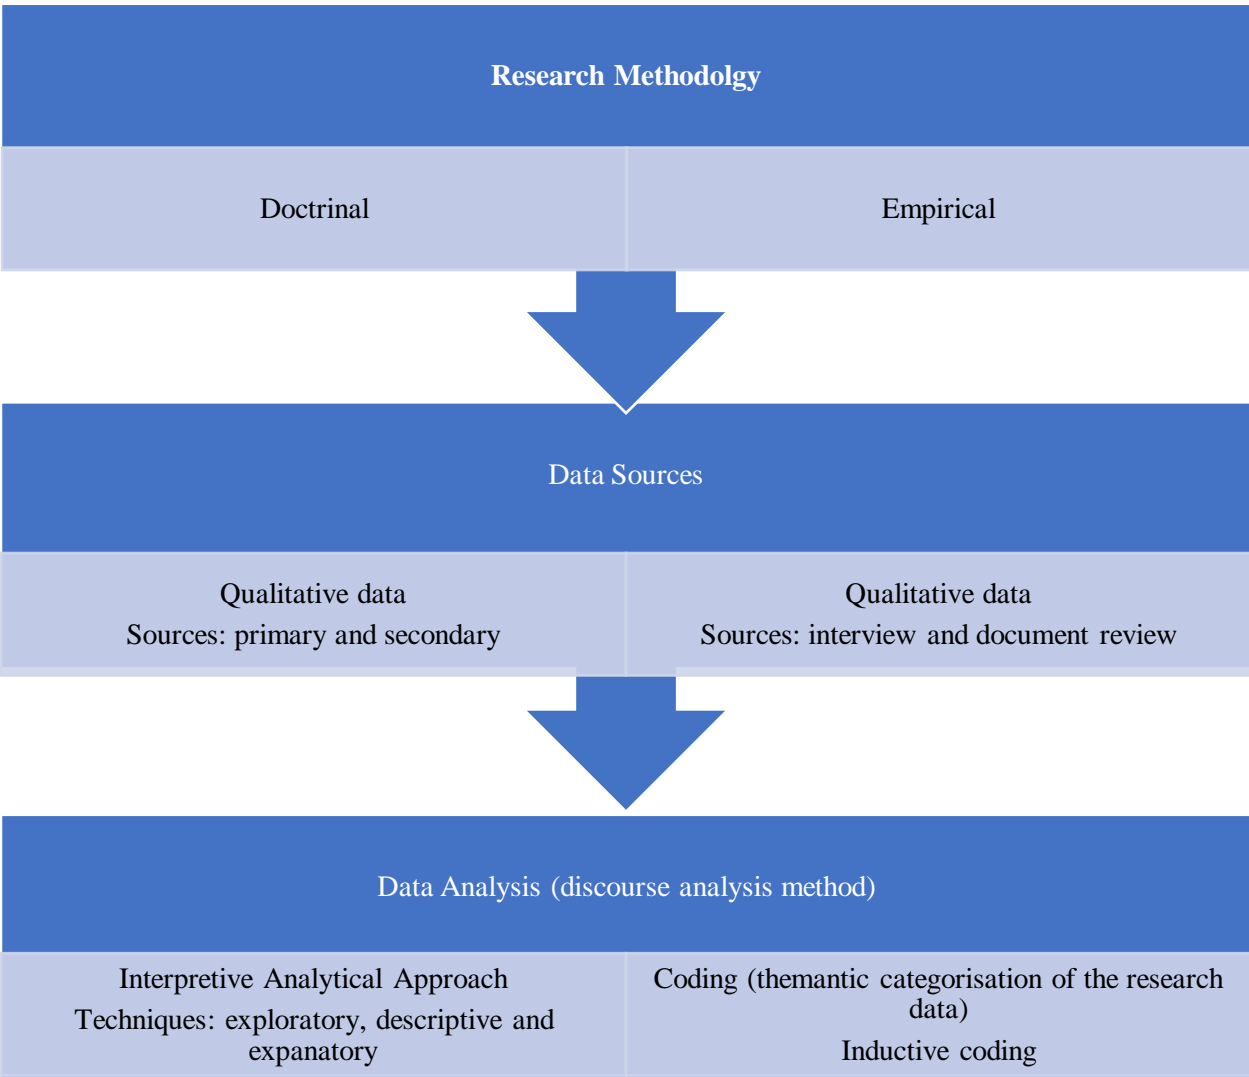 Research Methodolgy
Doctrinal
Empirical
Data Sources
Qualitative data
Sources: primary and secondary
Qualitative data
Sources: interview and document review
Data Analysis (discourse analysis method)
Interpretive Analytical Approach
Techniques: exploratory, descriptive and
expanatory
Coding (themantic categorisation of the research
data)
Inductive coding